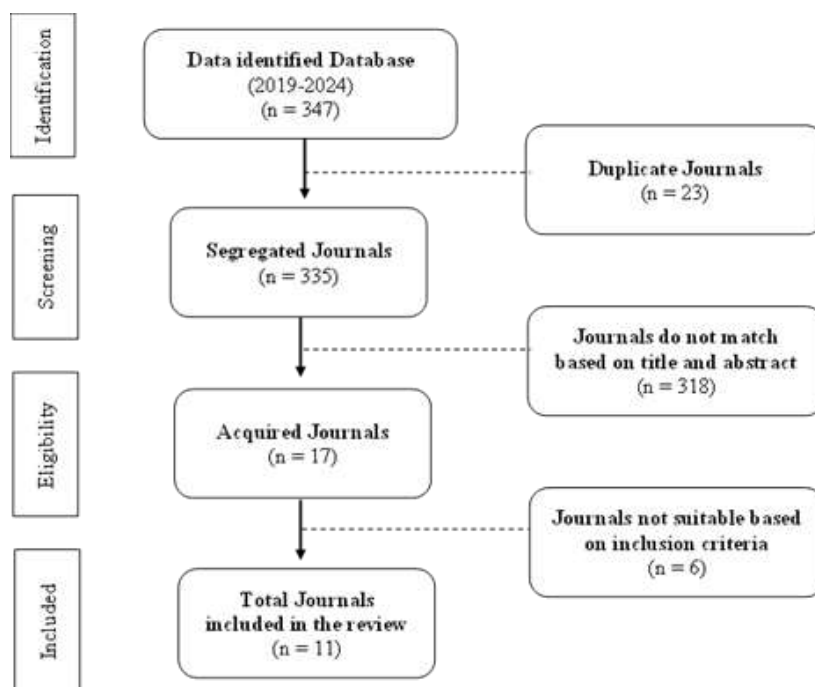 Identification
Data identified Database
(2019-2024)
(n = 347)
Duplicate Journals
(n = 23)
Screening
Segregated Journals
(n = 335)
Journals do not match
based on title and abstract
(n = 318)
Eligibility
Acquired Journals
(n = 17)
Journals not suitable based
on inclusion criteria
(n = 6)
Included
Total Journals
included in the review
(n = 11)